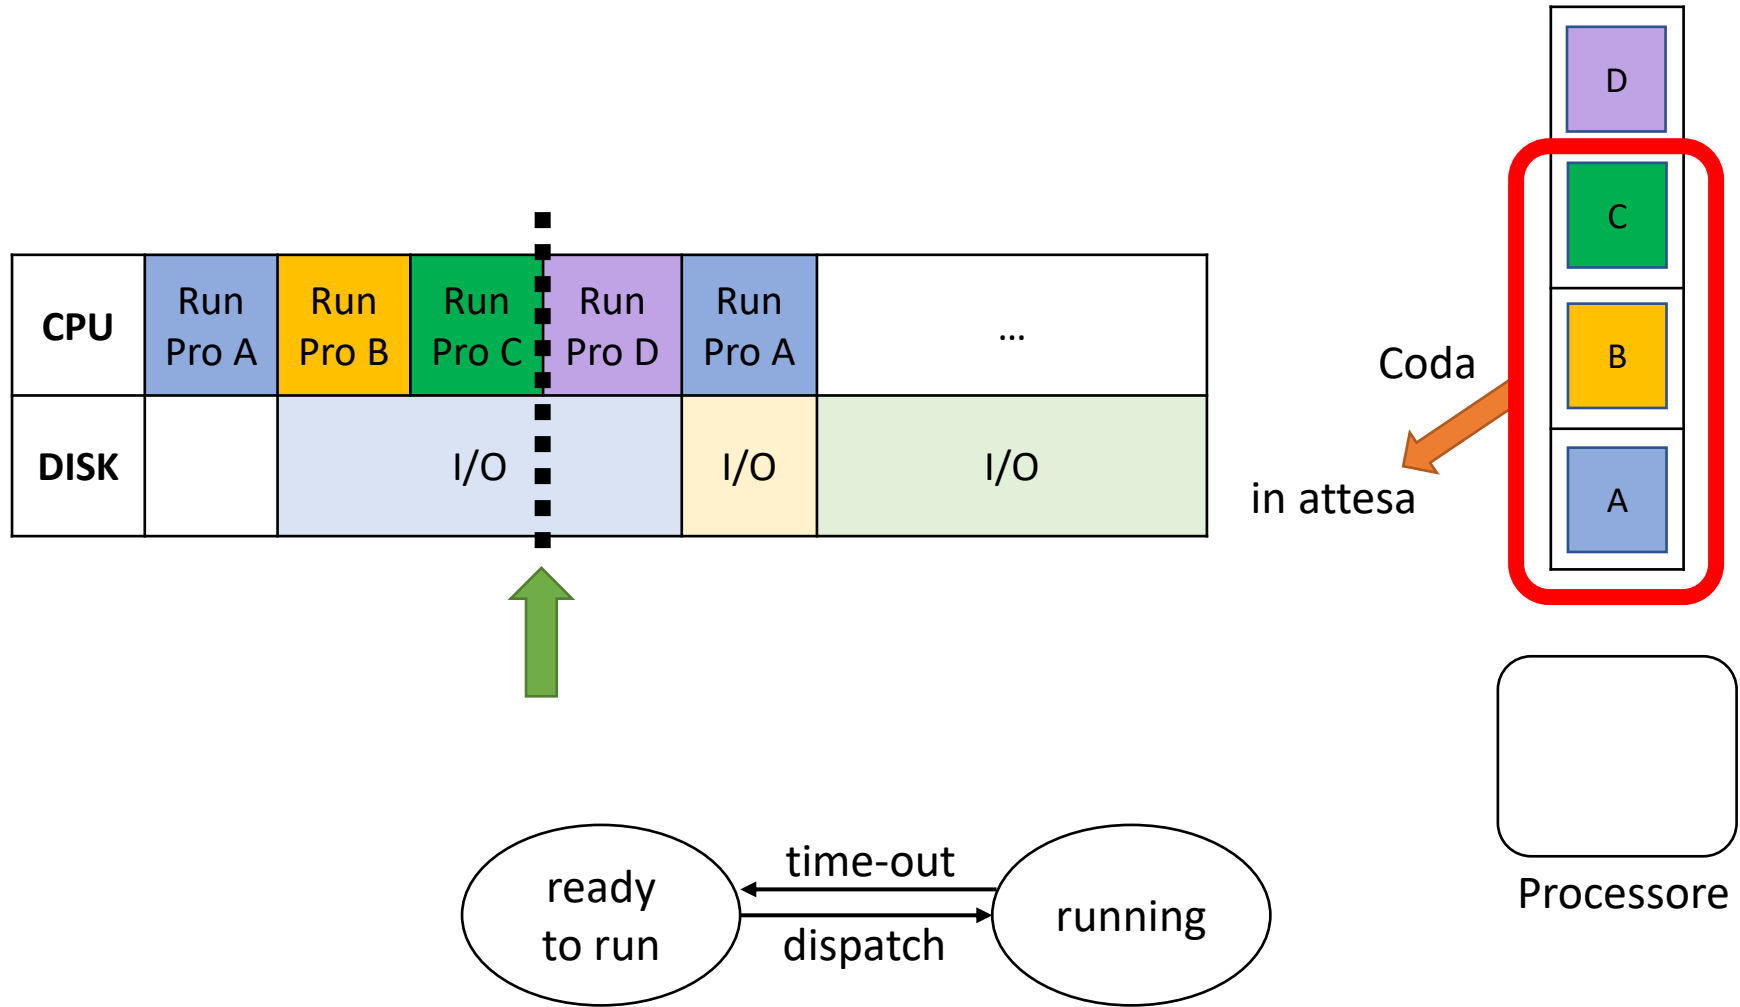 CPU
Run
Pro A
Run
Pro B
Run
Pro C
Run
Pro D
Run
Pro A
...
DISK
I/O
I/O
I/O
D
C
B
A
Coda
in attesa
Processore
ready
to run
time-out
dispatch
running